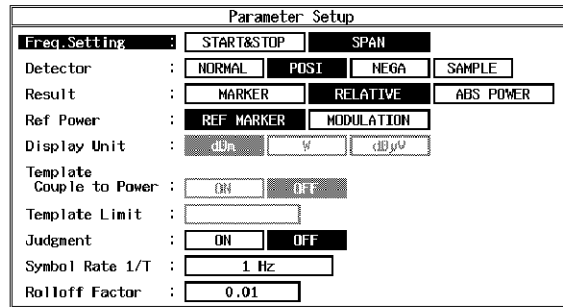 Parameter Setup
Freq.Setting : START&STOP SPAN
Detector : NORMAL POSI NEGA SAMPLE
Result : MARKER RELATIVE ABS POWER
Ref Power : REF MARKER MODULATION
Display Unit : dBm W dBµV
Template
Couple to Power : ON OFF
Template Limit :
Judgment : ON OFF
Symbol Rate 1/T : 1 Hz
Rolloff Factor : 0.01